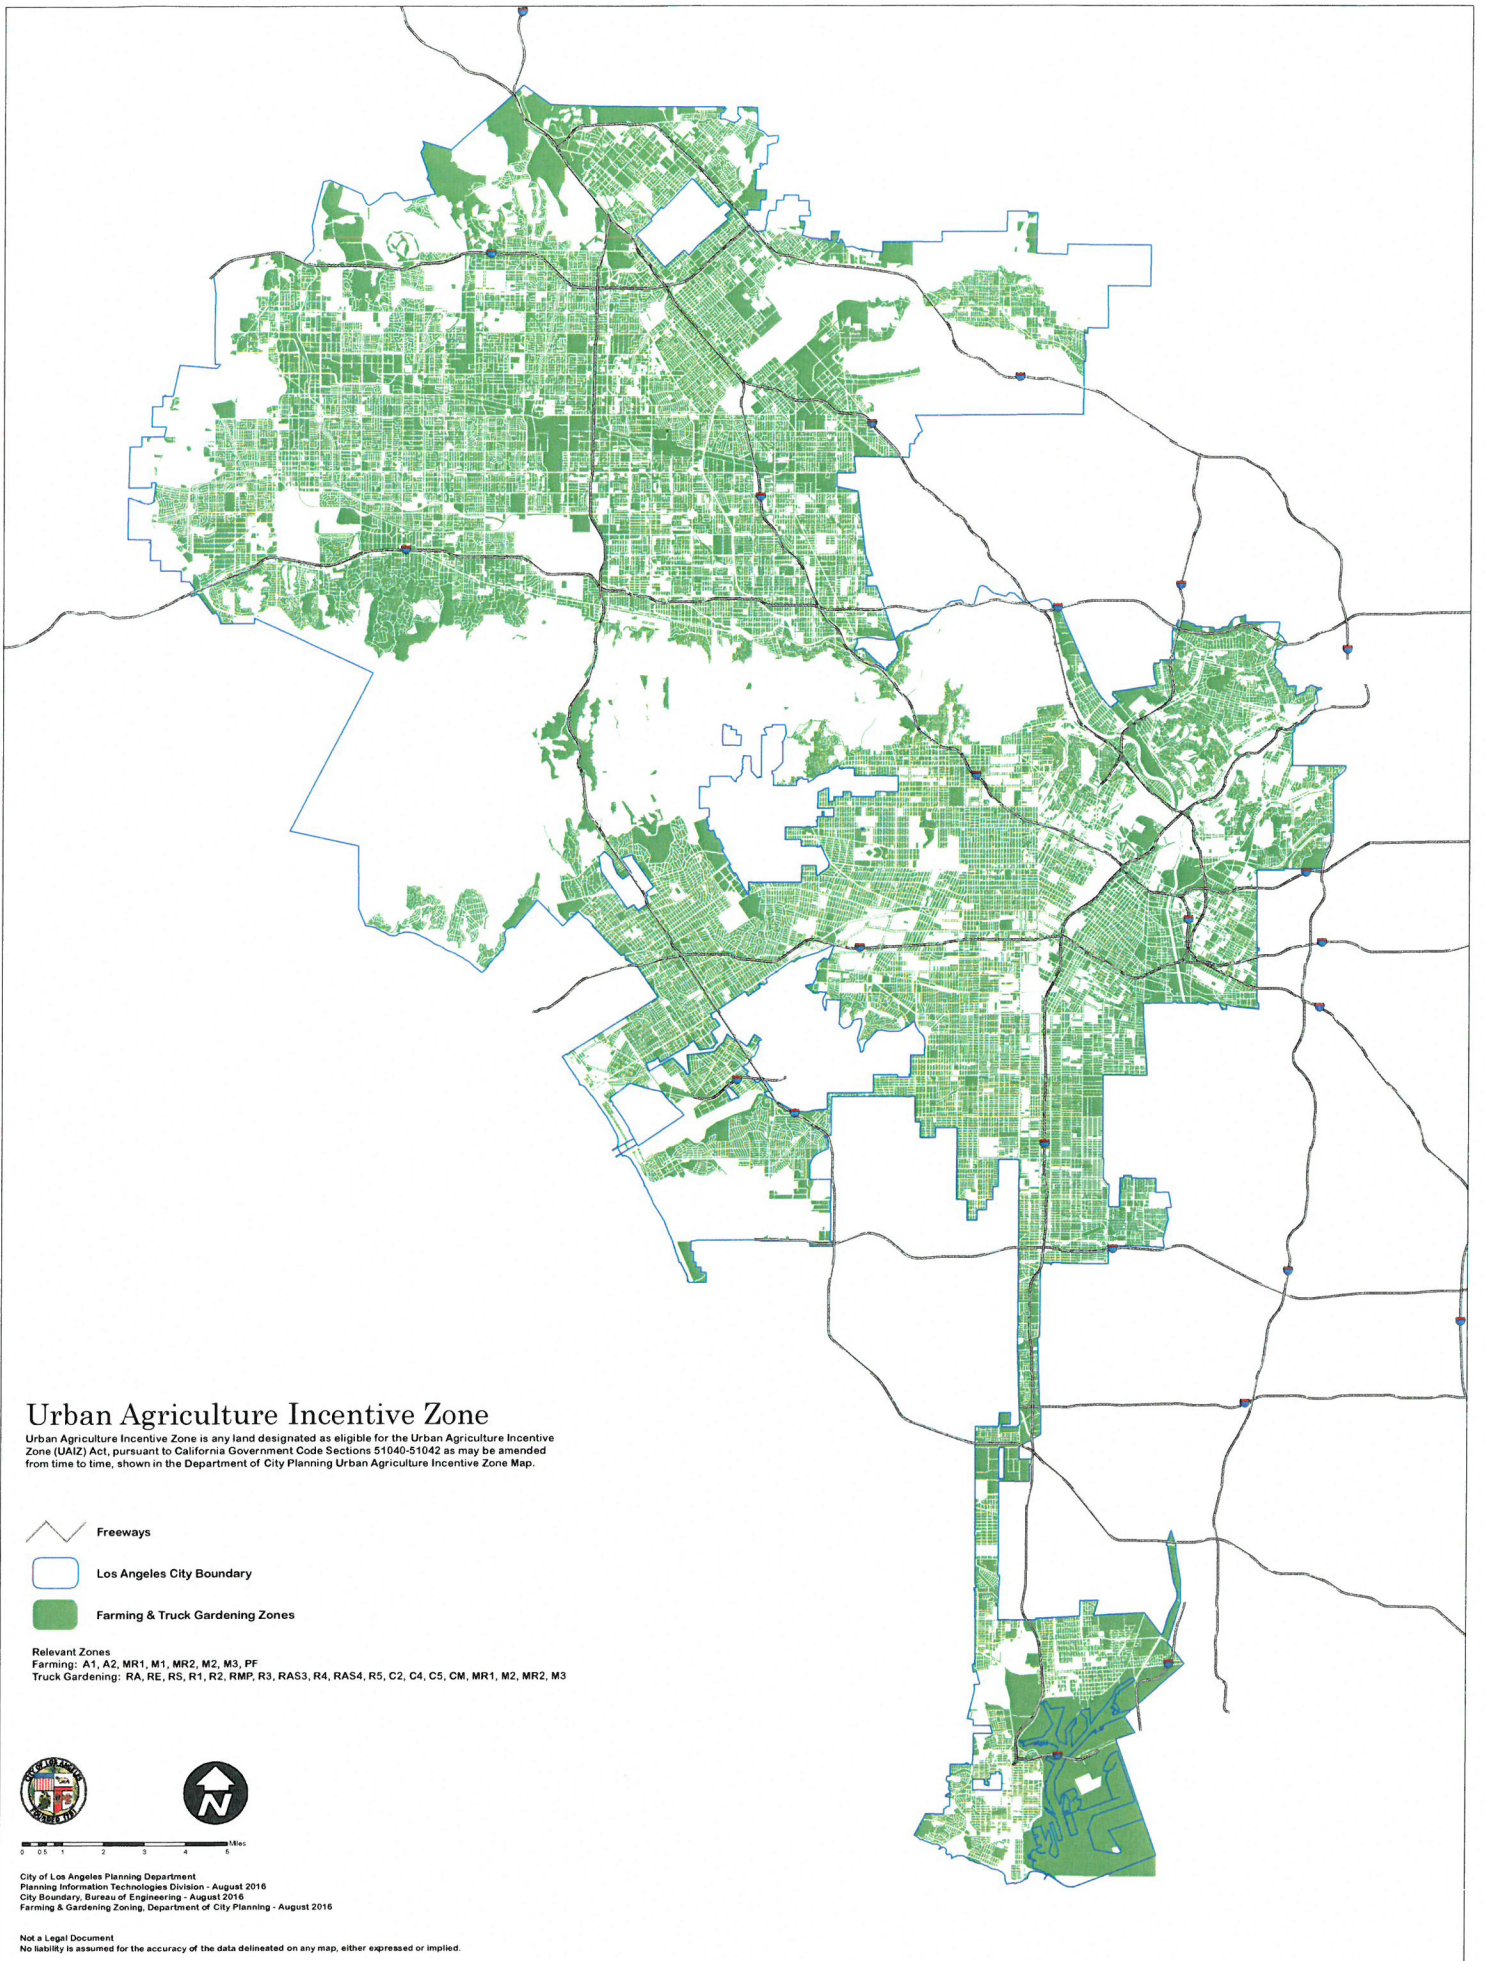 Urban Agriculture Incentive Zone
Urban Agriculture Incentive Zone is any land designated as eligible for the Urban Agriculture Incentive
Zone (UAIZ) Act, pursuant to California Government Code Sections 51040-51042 as may be amended
from time to time, shown in the Department of City Planning Urban Agriculture Incentive Zone Map.
Freeways
Los Angeles City Boundary
Farming & Truck Gardening Zones
Relevant Zones
Farming: A1, A2, MR1, M1, MR2, M2, M3, PF
Truck Gardening: RA, RE, RS, R1, R2, RMP, R3, RAS3, R4, RAS4, R5, C2, C4, C5, CM, MR1, M2, MR2, M3
CITY OF LOS ANGELES
FOUNDED 1781
N
Miles
0 0.5 1 2 3 4 5
City of Los Angeles Planning Department
Planning Information Technologies Division - August 2016
City Boundary, Bureau of Engineering - August 2016
Farming & Gardening Zoning, Department of City Planning - August 2016
Not a Legal Document
No liability is assumed for the accuracy of the data delineated on any map, either expressed or implied.